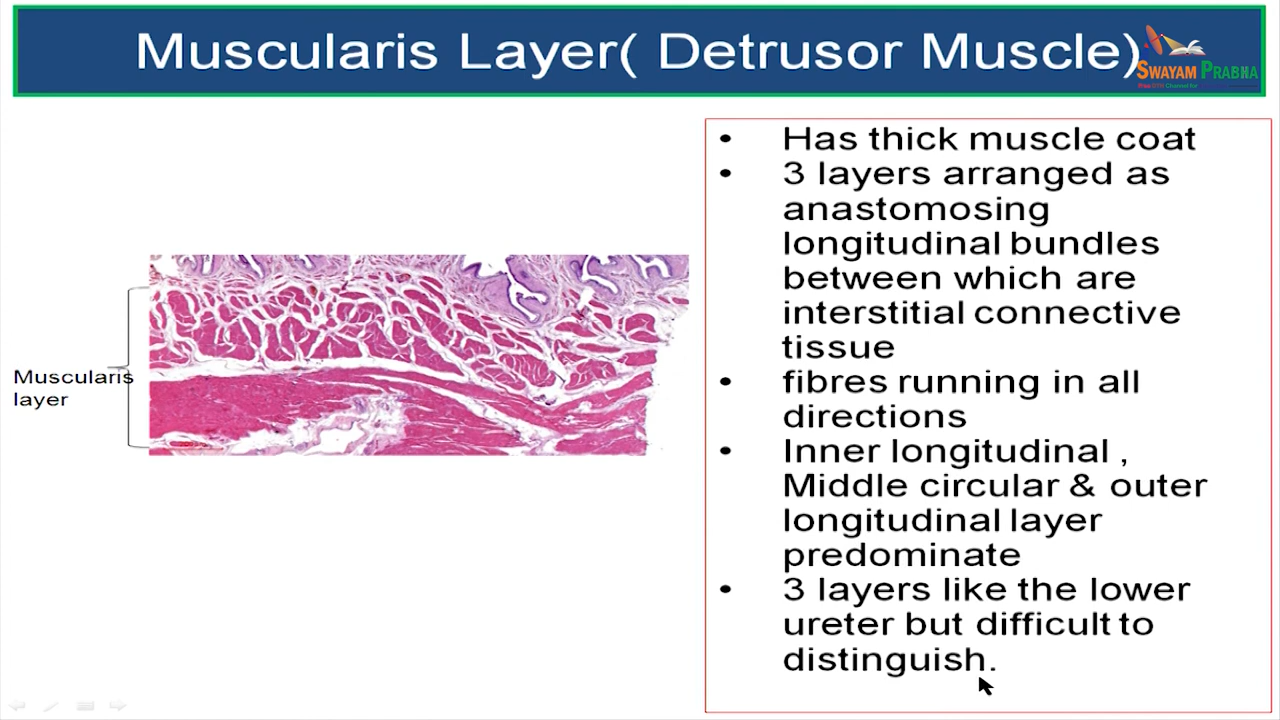 Muscularis Layer( Detrusor Muscle)
SWAYAM PRABHA
• Has thick muscle coat
• 3 layers arranged as
anastomosing
longitudinal bundles
between which are
interstitial connective
tissue
• fibres running in all
directions
• Inner longitudinal ,
Middle circular & outer
longitudinal layer
predominate
• 3 layers like the lower
ureter but difficult to
distinguish.
Muscularis
layer